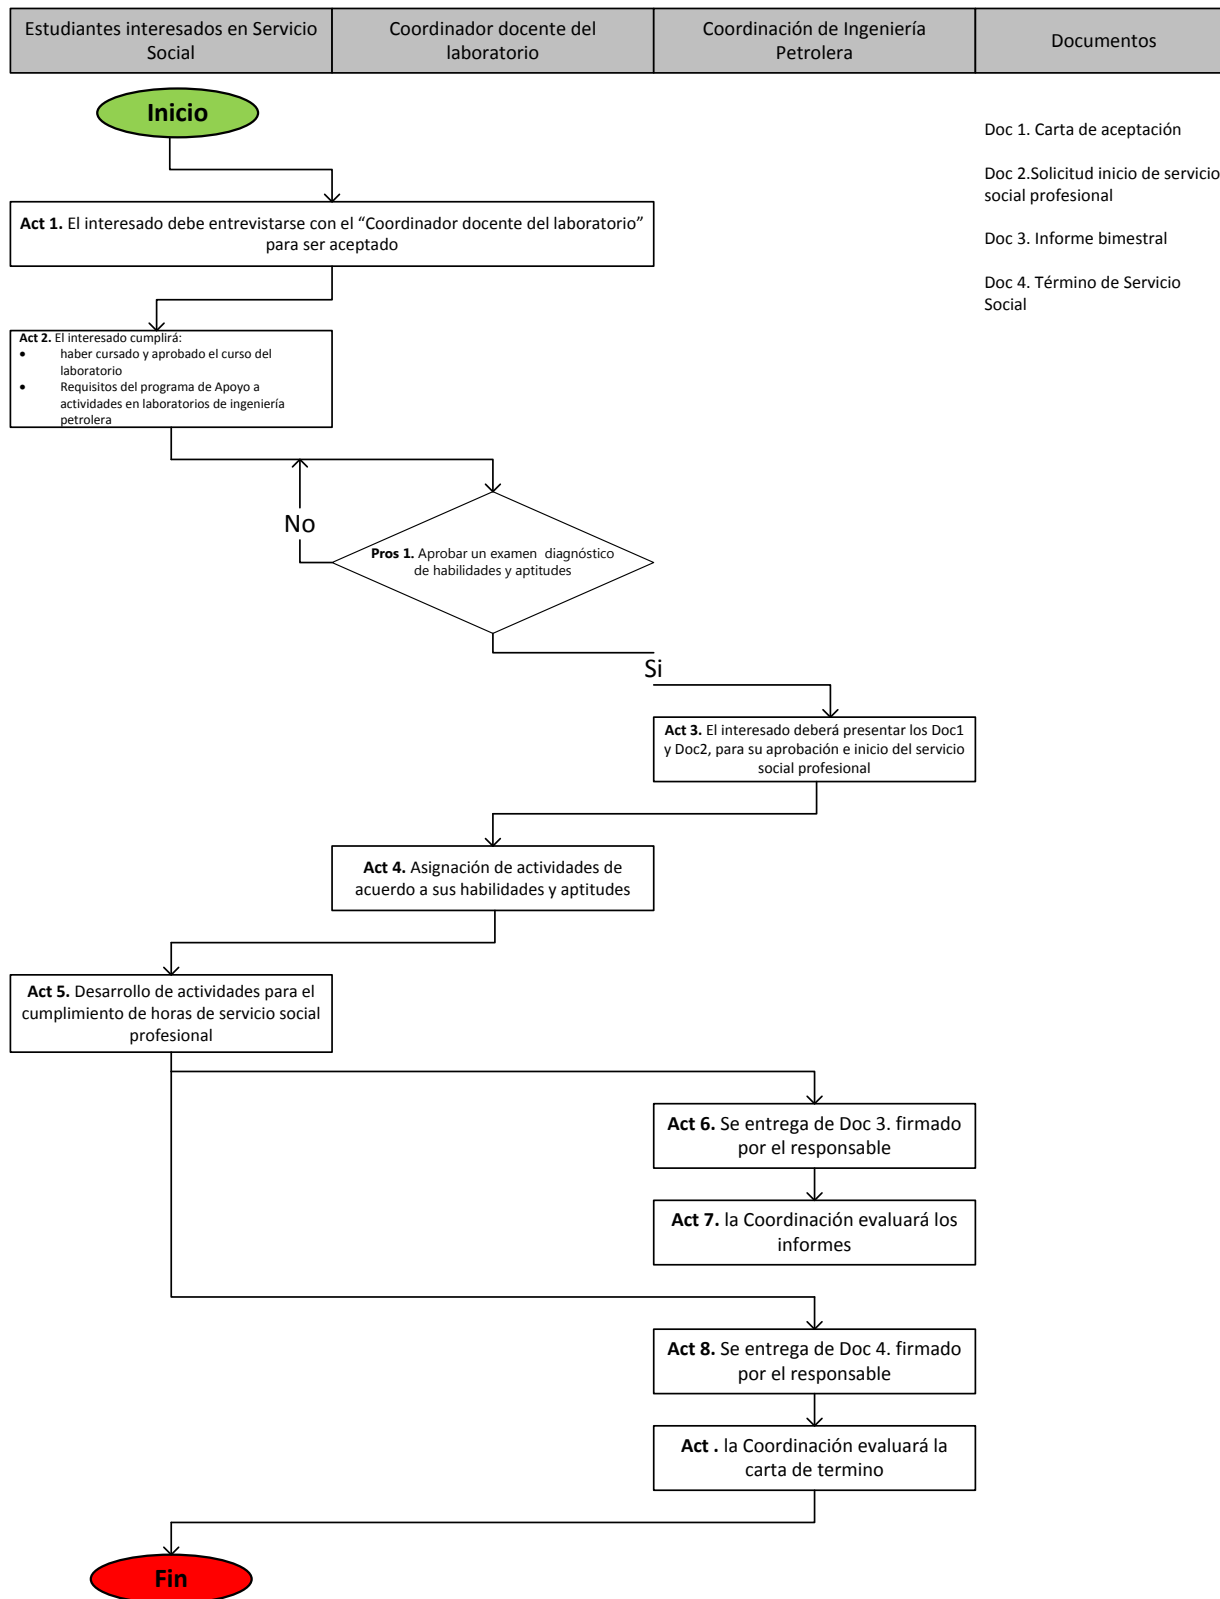 Estudiantes interesados en Servicio
Social
Coordinador docente del
laboratorio
Coordinación de Ingeniería
Petrolera
Documentos
Inicio
Doc 1. Carta de aceptación
Doc 2.Solicitud inicio de servicio
social profesional
Doc 3. Informe bimestral
Doc 4. Término de Servicio
Social
Act 1. El interesado debe entrevistarse con el “Coordinador docente del laboratorio”
para ser aceptado
Act 2. El interesado cumplirá:
• haber cursado y aprobado el curso del
laboratorio
• Requisitos del programa de Apoyo a
actividades en laboratorios de ingeniería
petrolera
No
Pros 1. Aprobar un examen diagnóstico
de habilidades y aptitudes
Si
Act 3. El interesado deberá presentar los Doc1
y Doc2, para su aprobación e inicio del servicio
social profesional
Act 4. Asignación de actividades de
acuerdo a sus habilidades y aptitudes
Act 5. Desarrollo de actividades para el
cumplimiento de horas de servicio social
profesional
Act 6. Se entrega de Doc 3. firmado
por el responsable
Act 7. la Coordinación evaluará los
informes
Act 8. Se entrega de Doc 4. firmado
por el responsable
Act . la Coordinación evaluará la
carta de termino
Fin